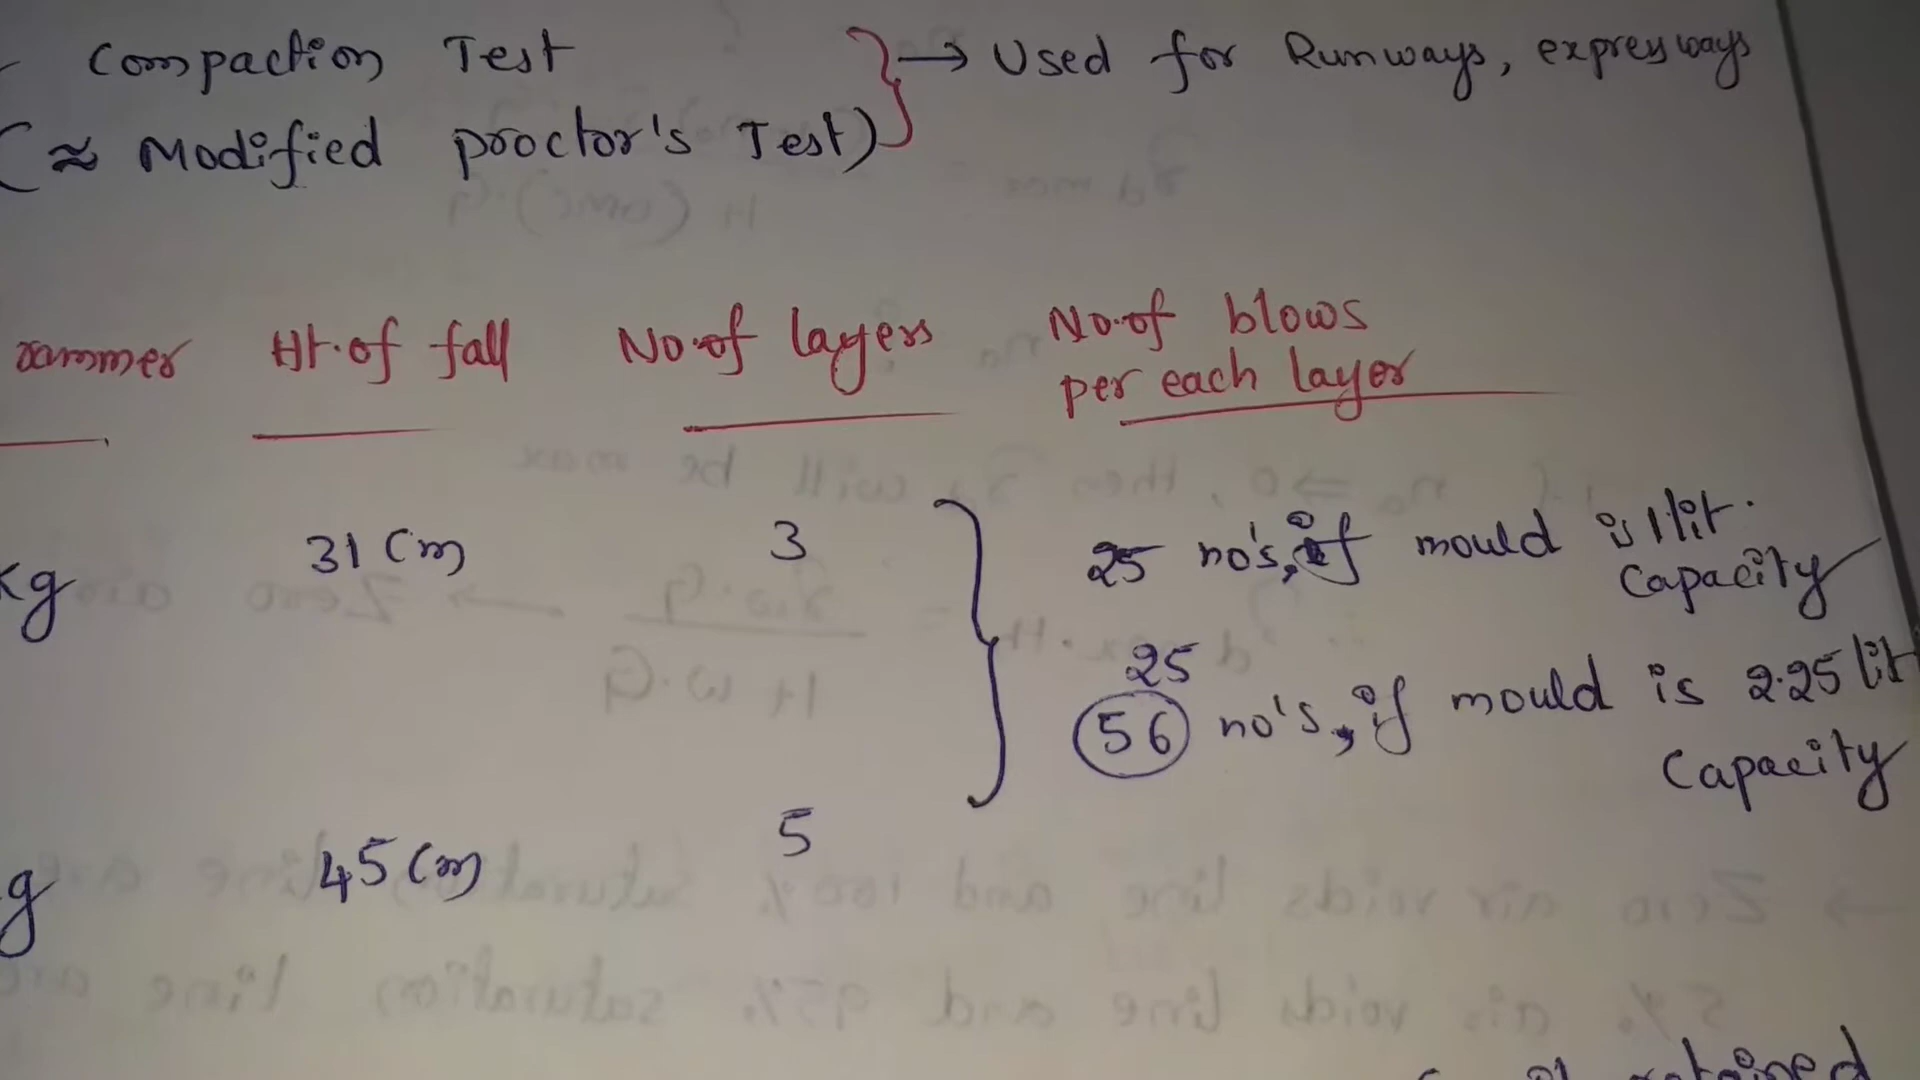 Compaction Test → Used for Runways, expressways
(≈ Modified proctor's Test)
rammer Ht. of fall No. of layers No. of blows
per each layer
kg 31 Cm 3 25 no's, if mould is 1 lit.
Capacity
25
56 no's, if mould is 2.25 lit
Capacity
g 45 Cm 5
retained